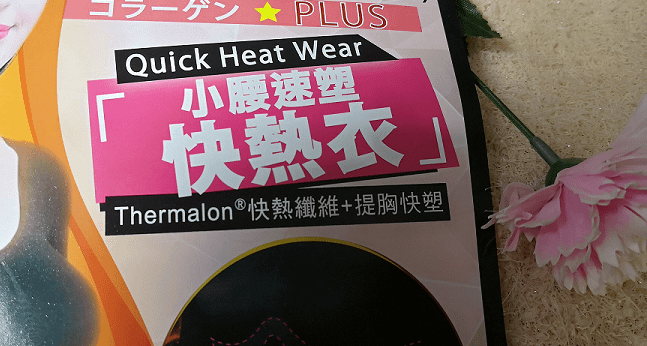 コラーゲン ★ PLUS
Quick Heat Wear
「小腰速塑
快熱衣」
Thermalon®快熱纖維+提胸快塑